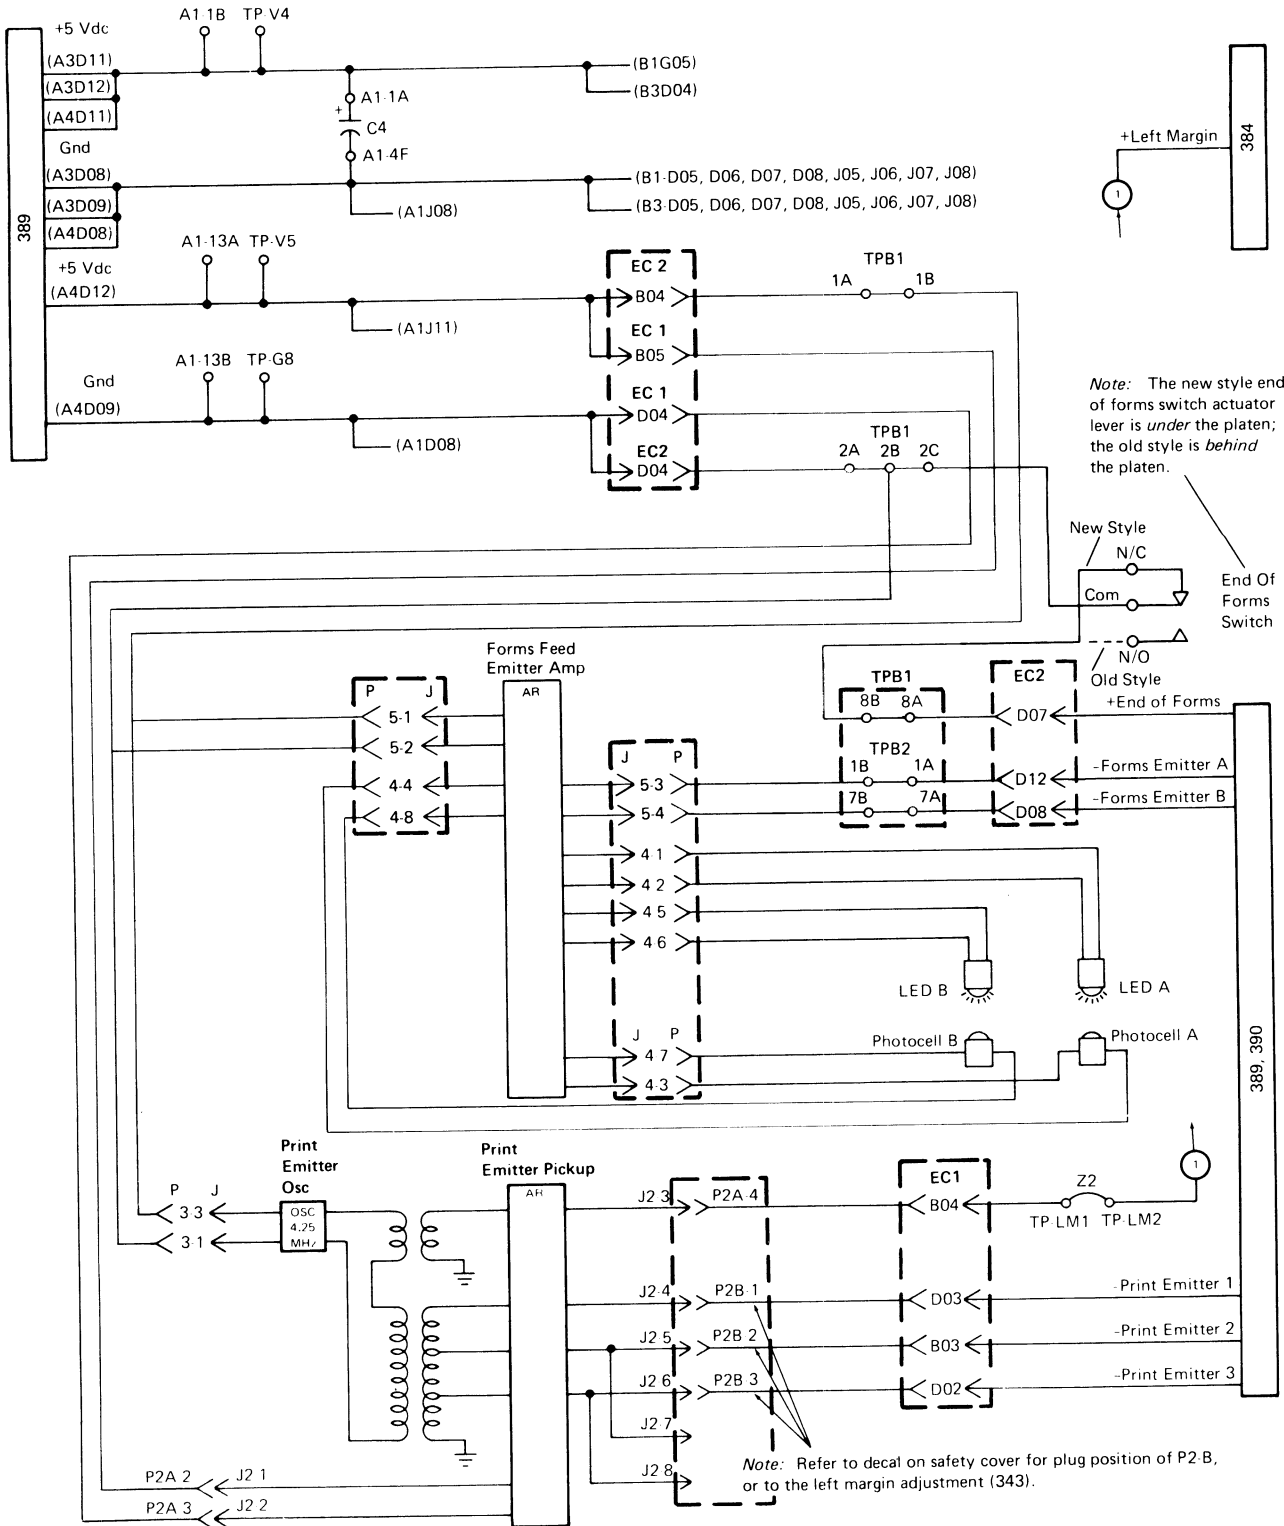 A1-1B TP-V4
+5 Vdc
(A3D11)
(A3D12)
(A4D11)
(B1G05)
(B3D04)
A1-1A
+
C4
A1-4F
Gnd
(A3D08)
(A3D09)
(A4D08)
(B1-D05, D06, D07, D08, J05, J06, J07, J08)
(B3-D05, D06, D07, D08, J05, J06, J07, J08)
(A1J08)
389
+Left Margin
384
1
A1-13A TP-V5
+5 Vdc
(A4D12)
(A1J11)
EC 2
B04
EC 1
B05
TPB1
1A 1B
A1-13B TP-G8
Gnd
(A4D09)
(A1D08)
EC 1
D04
EC2
D04
TPB1
2A 2B 2C
Note: The new style end
of forms switch actuator
lever is under the platen;
the old style is behind
the platen.
New Style
N/C
Com
N/O
Old Style
End Of
Forms
Switch
Forms Feed
Emitter Amp
AR
P J
5-1
5-2
4-4
4-8
J P
5-3
5-4
4 1
4 2
4 5
4 6
J P
4 7
4-3
TPB1
8B 8A
TPB2
1B 1A
7B 7A
EC2
D07
D12
D08
+End of Forms
-Forms Emitter A
-Forms Emitter B
LED B
LED A
Photocell B
Photocell A
389, 390
Print
Emitter
Osc
P J
3 3
3-1
OSC
4.25
MHz
Print
Emitter Pickup
AR
J2 3 P2A-4
J2-4 P2B-1
J2 5 P2B 2
J2 6 P2B 3
J2-7
J2 8
EC1
B04
D03
B03
D02
Z2
TP-LM1 TP-LM2
1
-Print Emitter 1
-Print Emitter 2
-Print Emitter 3
Note: Refer to decal on safety cover for plug position of P2-B,
or to the left margin adjustment (343).
P2A 2 J2 1
P2A 3 J2 2